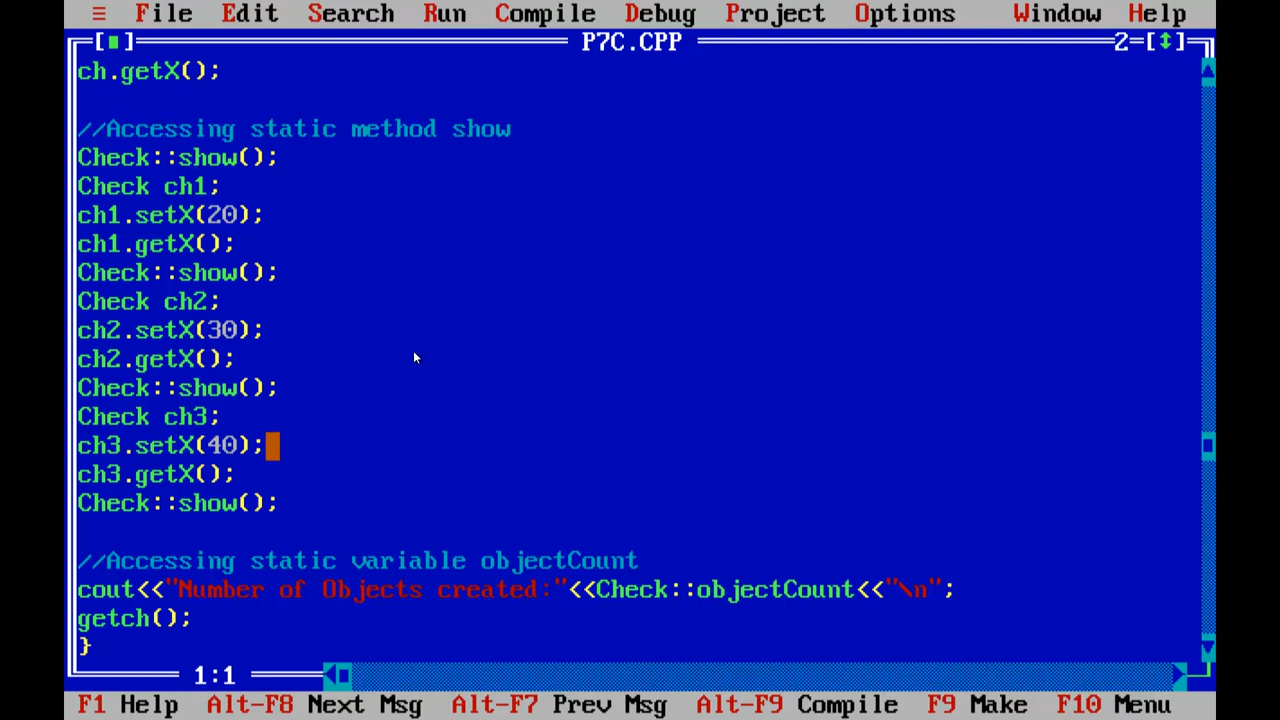 ≡ File Edit Search Run Compile Debug Project Options Window Help
[■] P7C.CPP 2=[↕]
ch.getX();
//Accessing static method show
Check::show();
Check ch1;
ch1.setX(20);
ch1.getX();
Check::show();
Check ch2;
ch2.setX(30);
ch2.getX();
Check::show();
Check ch3;
ch3.setX(40);
ch3.getX();
Check::show();
//Accessing static variable objectCount
cout<<"Number of Objects created:"<<Check::objectCount<<"\n";
getch();
}
1:1
F1 Help Alt-F8 Next Msg Alt-F7 Prev Msg Alt-F9 Compile F9 Make F10 Menu